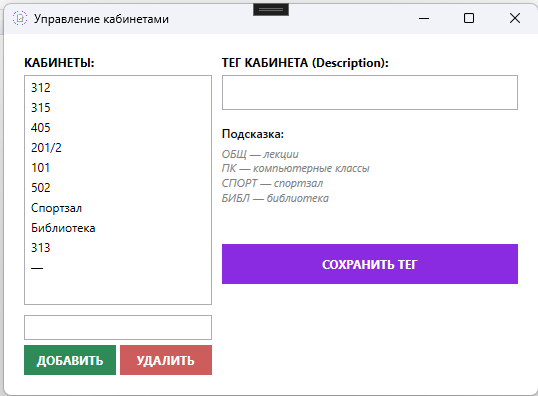 Управление кабинетами
КАБИНЕТЫ:
312
315
405
201/2
101
502
Спортзал
Библиотека
313
—
ДОБАВИТЬ
УДАЛИТЬ
ТЕГ КАБИНЕТА (Description):
Подсказка:
ОБЩ — лекции
ПК — компьютерные классы
СПОРТ — спортзал
БИБЛ — библиотека
СОХРАНИТЬ ТЕГ